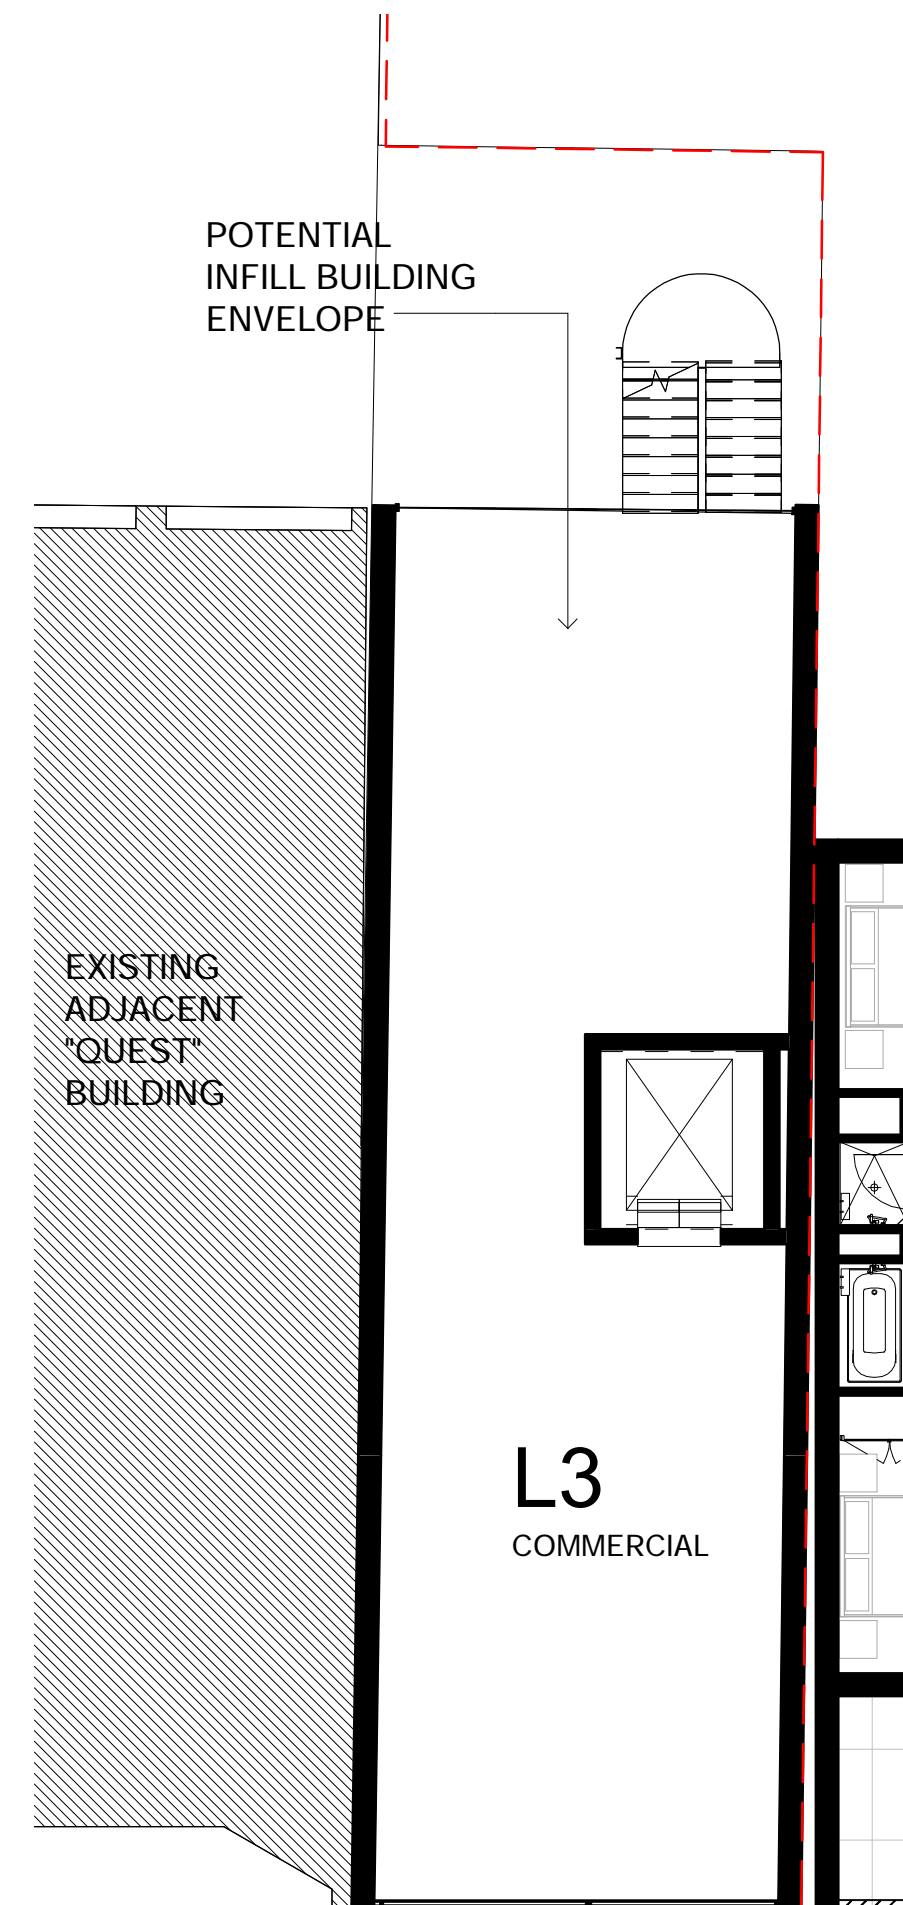 POTENTIAL
INFILL BUILDING
ENVELOPE
EXISTING
ADJACENT
"QUEST"
BUILDING
L3
COMMERCIAL